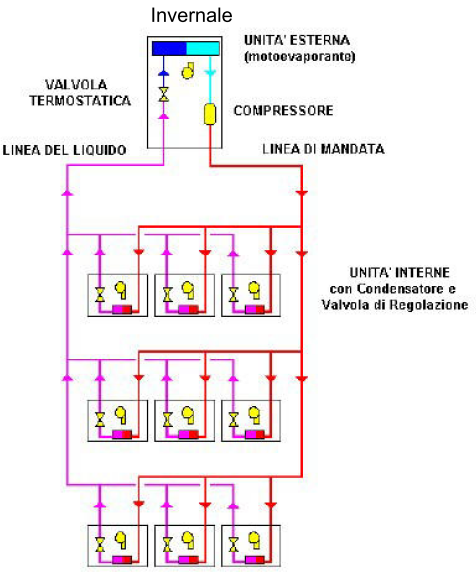 Invernale
UNITA' ESTERNA
(motoevaporante)
VALVOLA
TERMOSTATICA
COMPRESSORE
LINEA DEL LIQUIDO
LINEA DI MANDATA
UNITA' INTERNE
con Condensatore e
Valvola di Regolazione